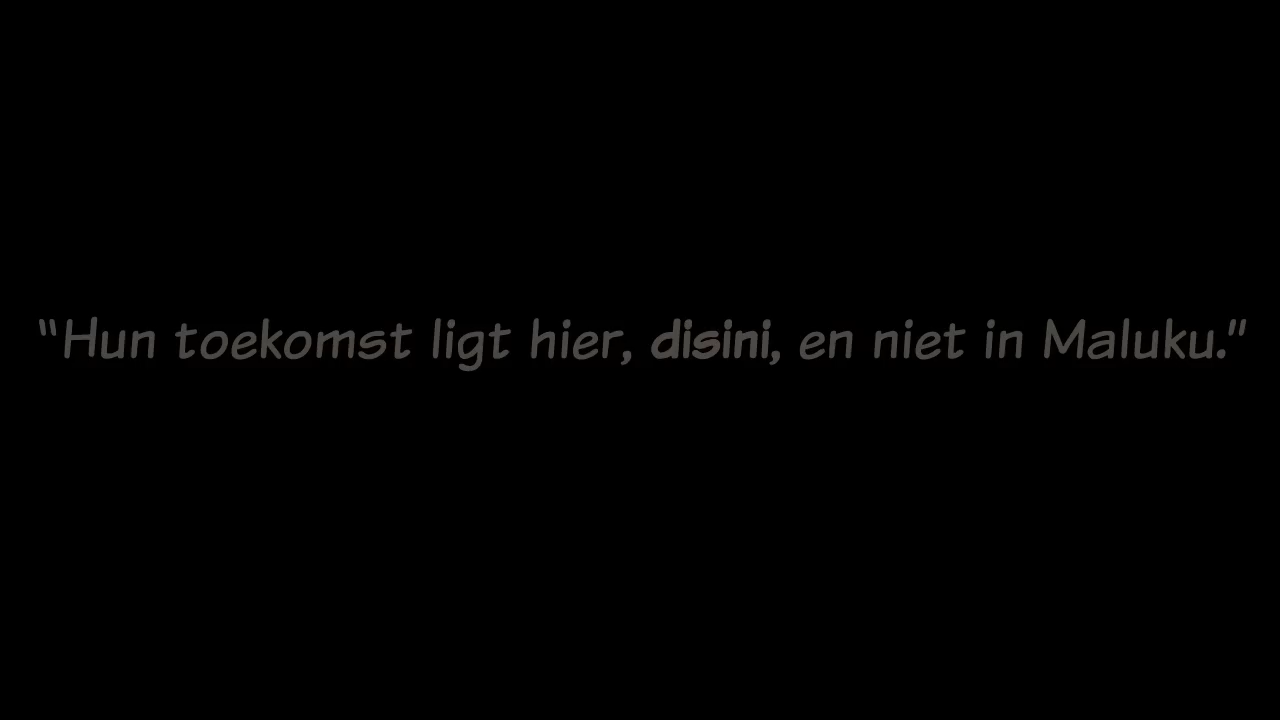 “Hun toekomst ligt hier, disini, en niet in Maluku.”